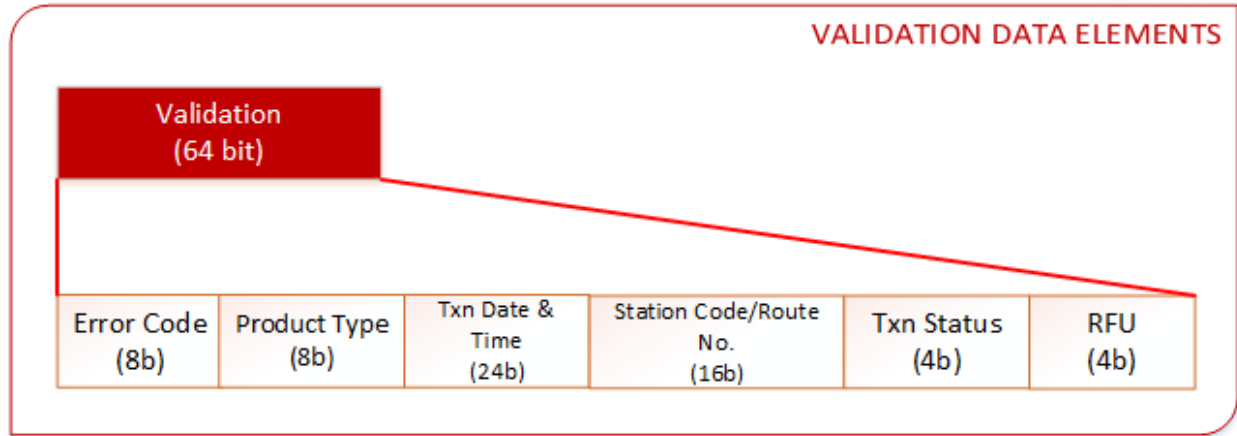 VALIDATION DATA ELEMENTS
Validation
(64 bit)
Error Code
(8b)
Product Type
(8b)
Txn Date &
Time
(24b)
Station Code/Route
No.
(16b)
Txn Status
(4b)
RFU
(4b)